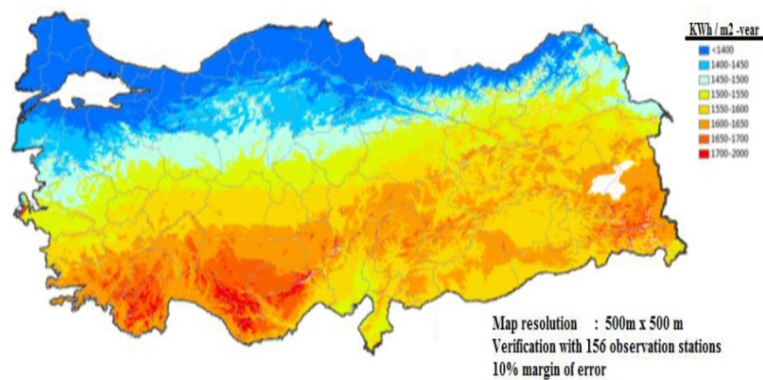 KWh / m2 -year
<1400
1400-1450
1450-1500
1500-1550
1550-1600
1600-1650
1650-1700
1700-2000
Map resolution : 500m x 500 m
Verification with 156 observation stations
10% margin of error